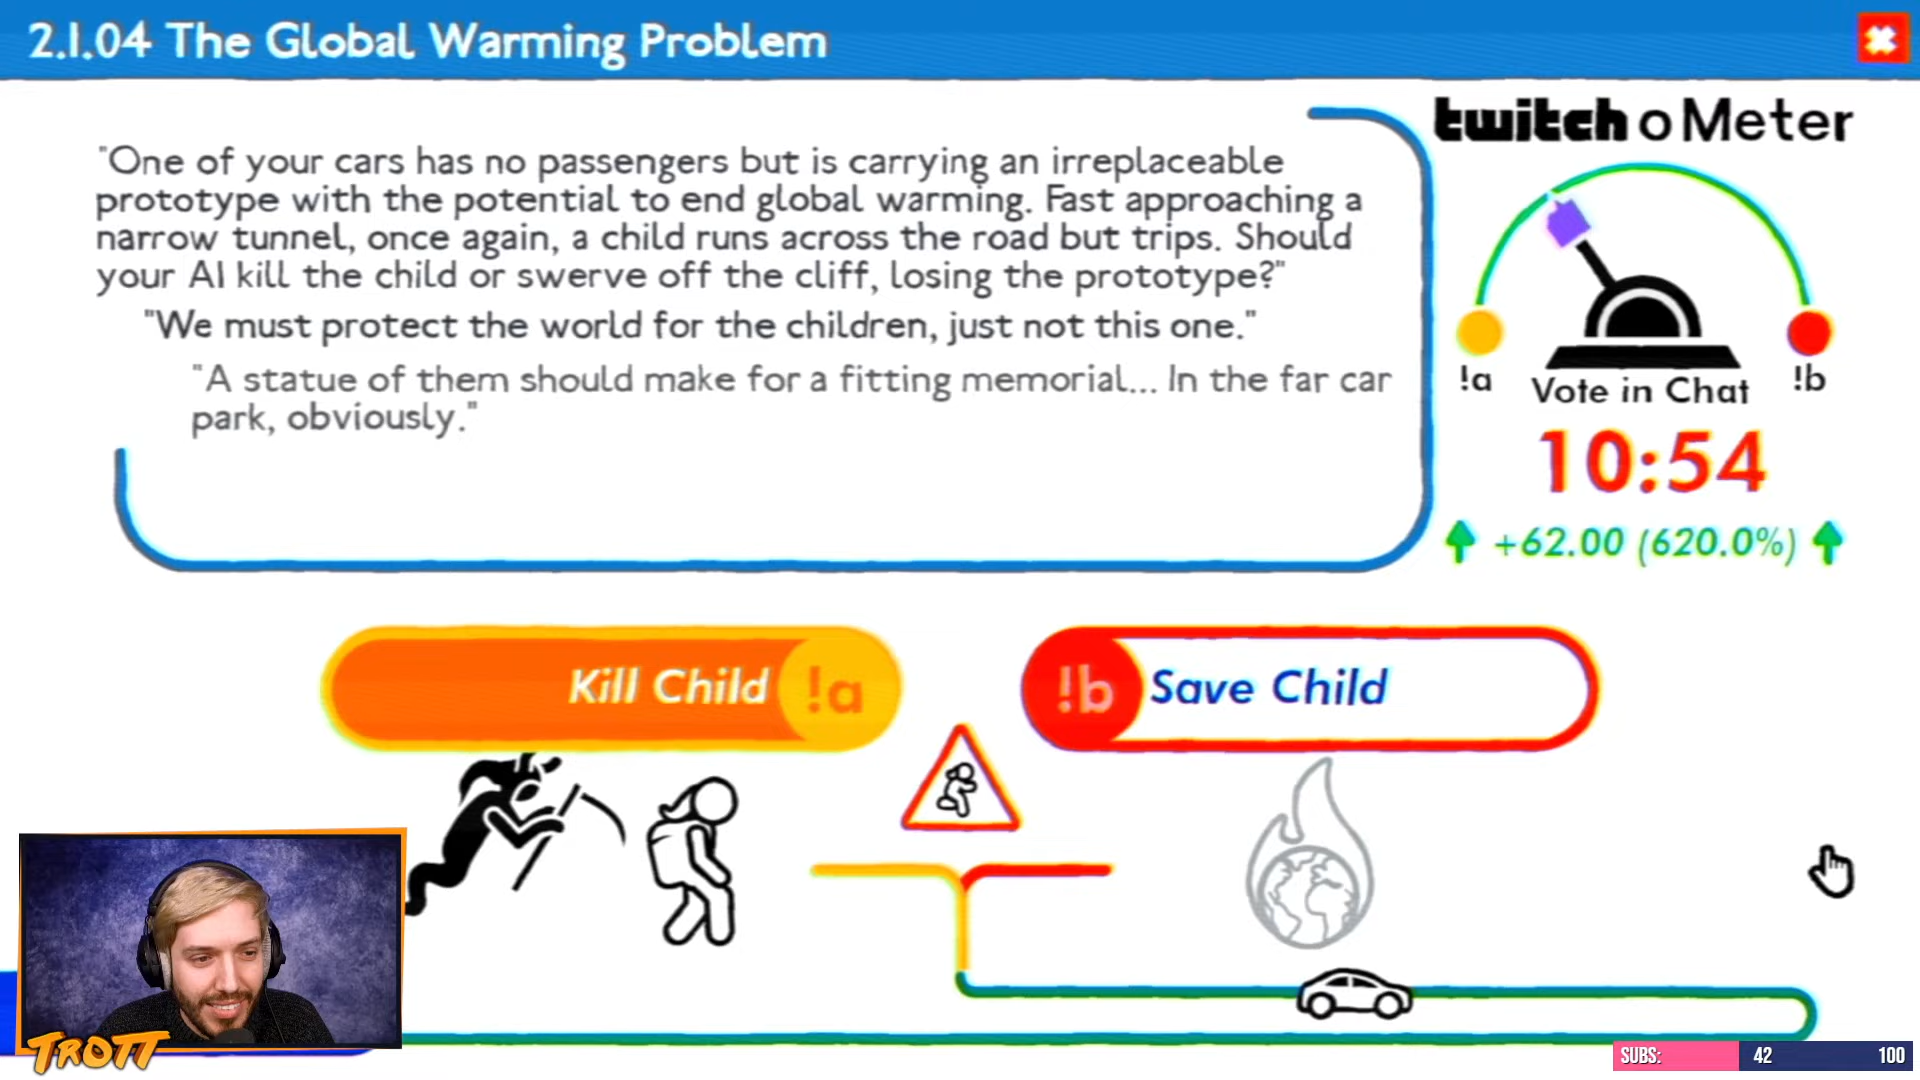 2.1.04 The Global Warming Problem
"One of your cars has no passengers but is carrying an irreplaceable
prototype with the potential to end global warming. Fast approaching a
narrow tunnel, once again, a child runs across the road but trips. Should
your AI kill the child or swerve off the cliff, losing the prototype?"
"We must protect the world for the children, just not this one."
"A statue of them should make for a fitting memorial... In the far car
park, obviously."
twitch o Meter
!a Vote in Chat !b
10:54
+62.00 (620.0%)
Kill Child !a
!b Save Child
TROTT
SUBS: 42 100